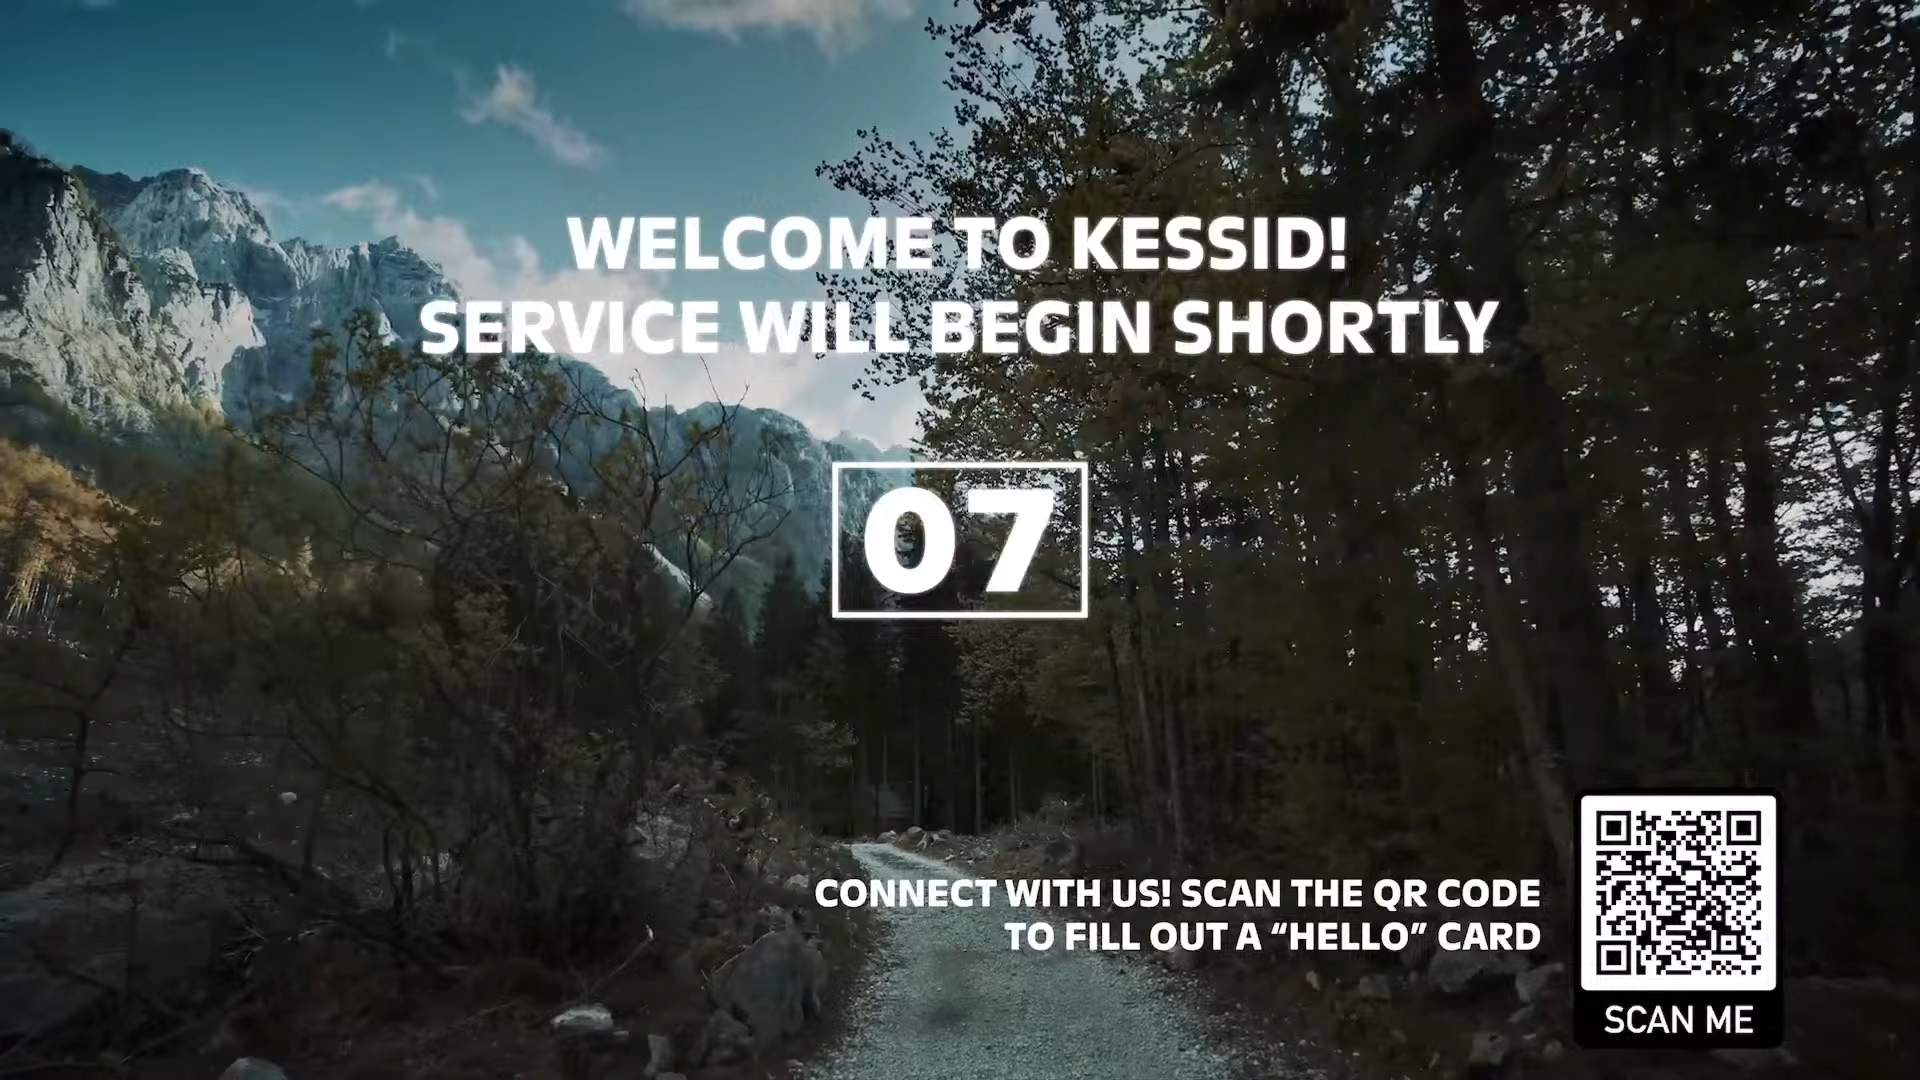 WELCOME TO KESSID!
SERVICE WILL BEGIN SHORTLY
07
CONNECT WITH US! SCAN THE QR CODE
TO FILL OUT A “HELLO” CARD
SCAN ME